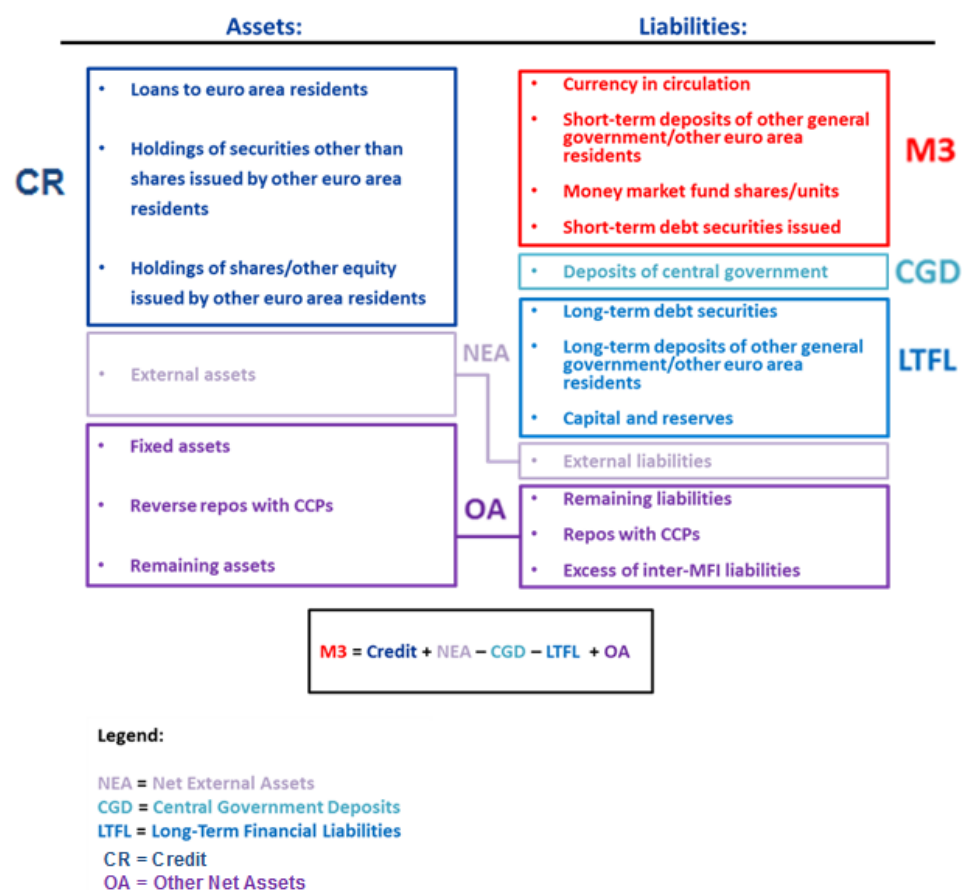 Assets:
Liabilities:
CR
• Loans to euro area residents
• Holdings of securities other than
shares issued by other euro area
residents
• Holdings of shares/other equity
issued by other euro area residents
NEA
• External assets
• Fixed assets
• Reverse repos with CCPs
• Remaining assets
OA
• Currency in circulation
• Short-term deposits of other general
government/other euro area
residents
• Money market fund shares/units
• Short-term debt securities issued
M3
• Deposits of central government
CGD
• Long-term debt securities
• Long-term deposits of other general
government/other euro area
residents
• Capital and reserves
LTFL
• External liabilities
• Remaining liabilities
• Repos with CCPs
• Excess of inter-MFI liabilities
M3 = Credit + NEA – CGD – LTFL + OA
Legend:
NEA = Net External Assets
CGD = Central Government Deposits
LTFL = Long-Term Financial Liabilities
CR = Credit
OA = Other Net Assets